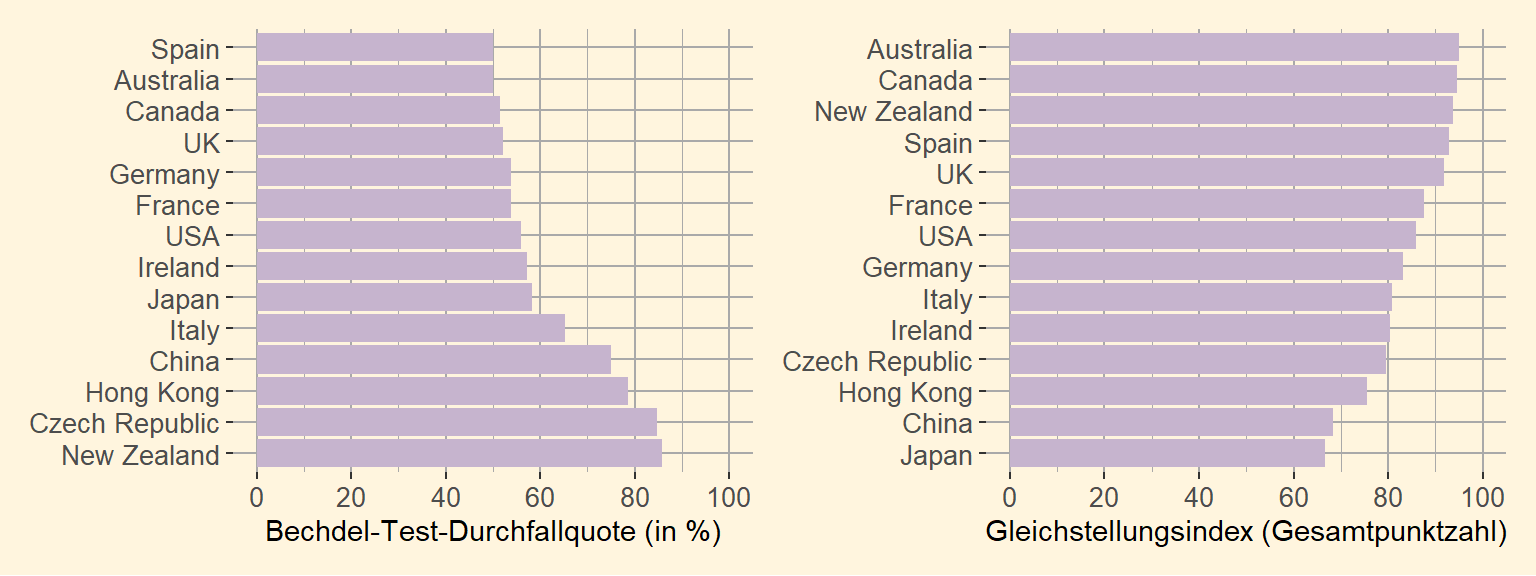 Spain
Australia
Canada
UK
Germany
France
USA
Ireland
Japan
Italy
China
Hong Kong
Czech Republic
New Zealand
0 20 40 60 80 100
Bechdel-Test-Durchfallquote (in %)
Australia
Canada
New Zealand
Spain
UK
France
USA
Germany
Italy
Ireland
Czech Republic
Hong Kong
China
Japan
0 20 40 60 80 100
Gleichstellungsindex (Gesamtpunktzahl)